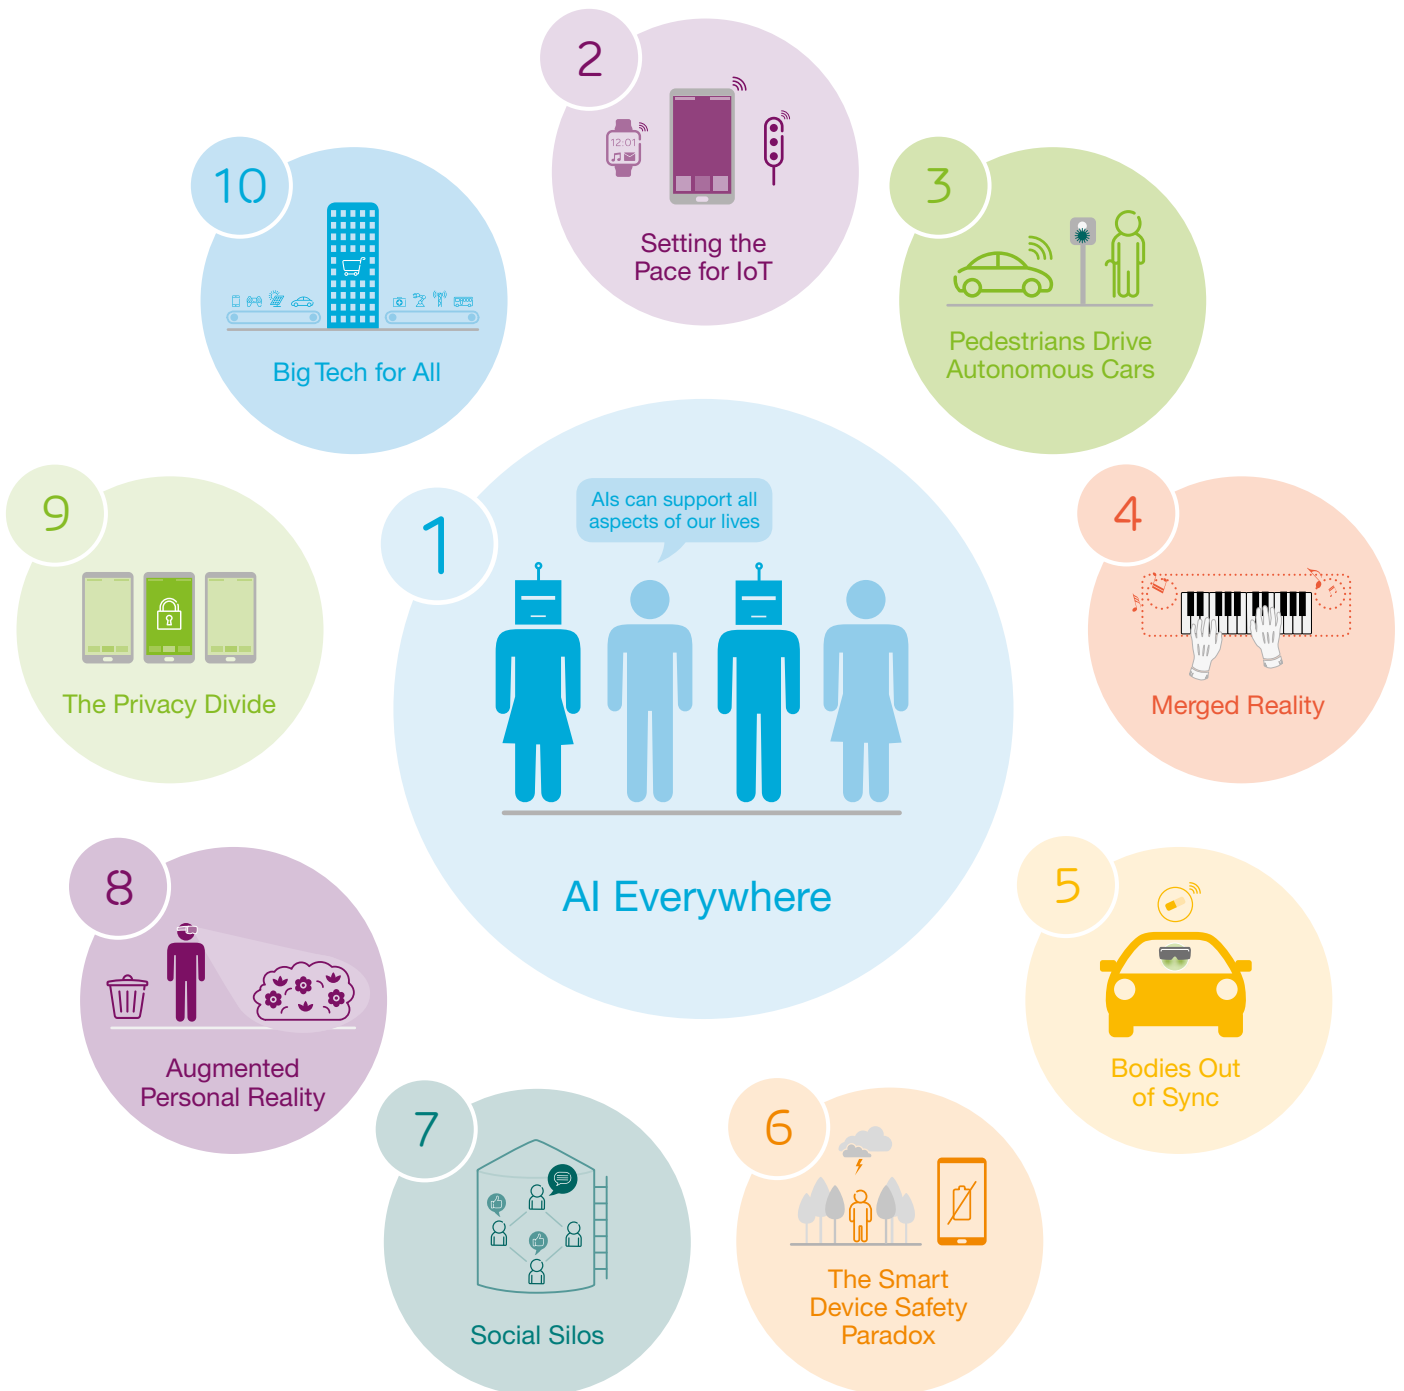 1
AIs can support all
aspects of our lives
AI Everywhere
2
12:01
Setting the
Pace for IoT
3
Pedestrians Drive
Autonomous Cars
4
Merged Reality
5
Bodies Out
of Sync
6
The Smart
Device Safety
Paradox
7
Social Silos
8
Augmented
Personal Reality
9
The Privacy Divide
10
Big Tech for All